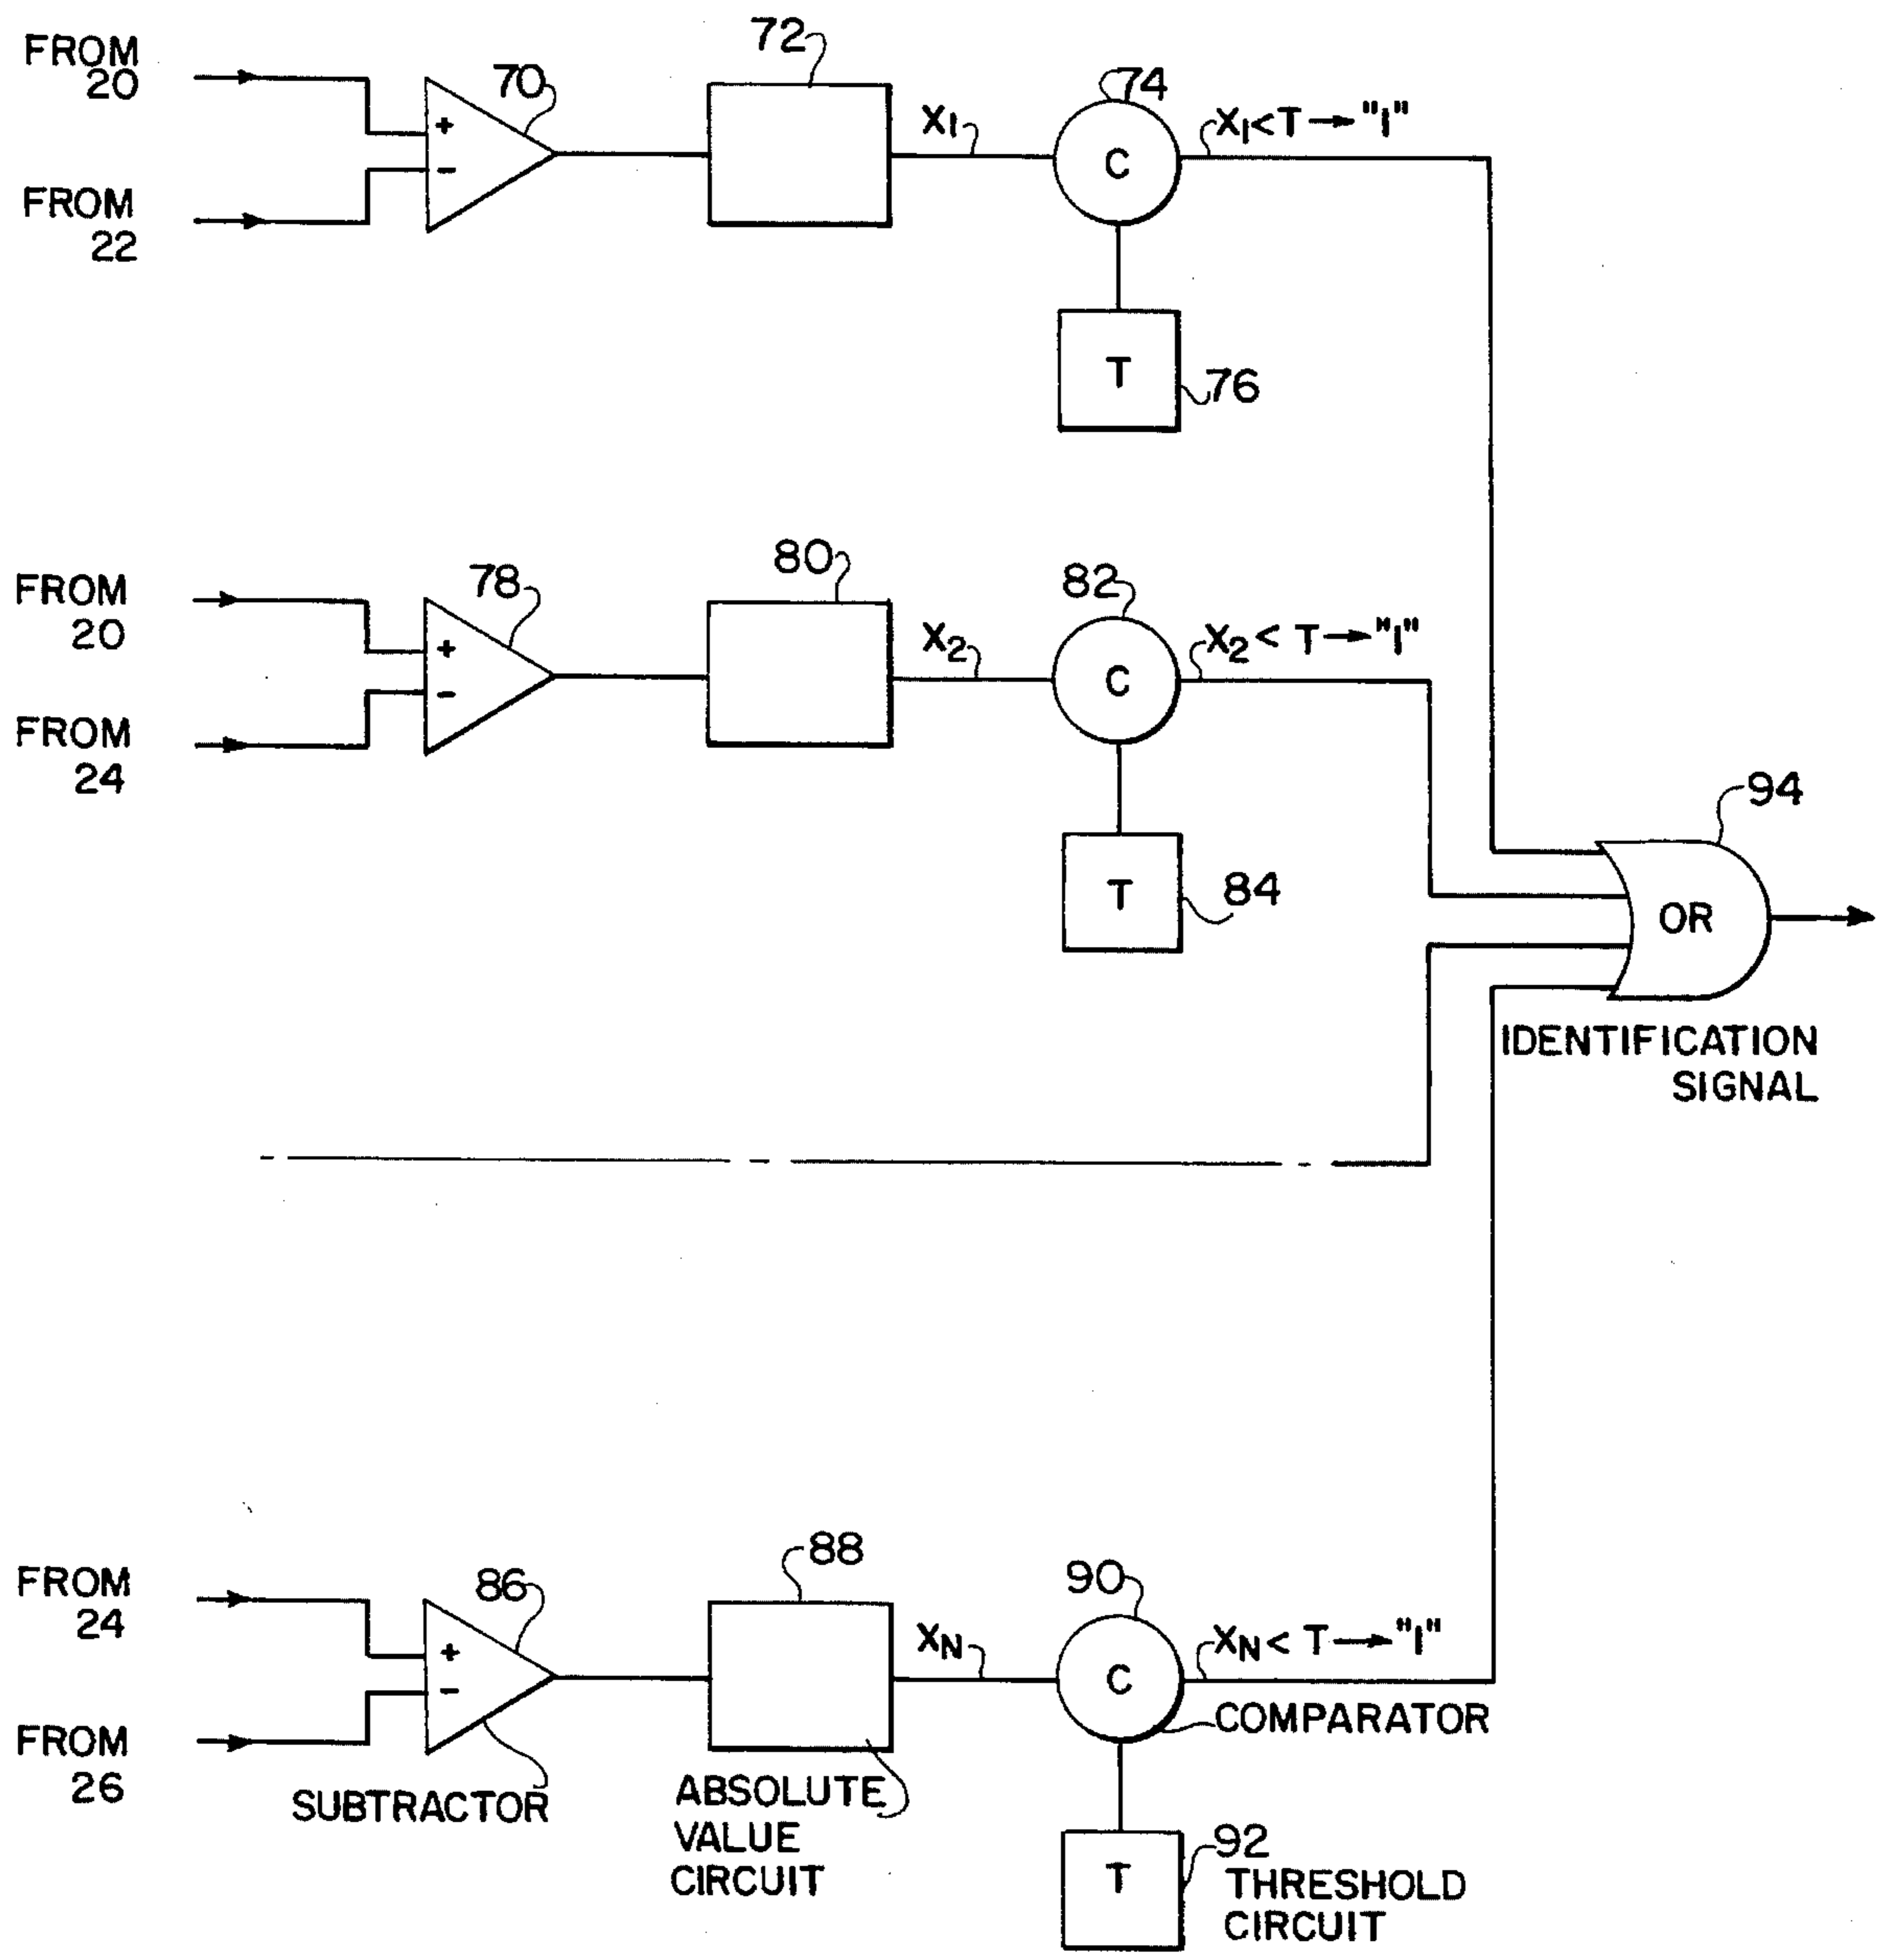 FROM
20
FROM
22
70
+
−
72
X1
74
C
X1<T→"1"
T
76
FROM
20
FROM
24
78
+
−
80
X2
82
C
X2< T→"1"
T
84
94
OR
IDENTIFICATION
SIGNAL
FROM
24
FROM
26
86
+
−
SUBTRACTOR
88
ABSOLUTE
VALUE
CIRCUIT
XN
90
C
XN< T→"1"
COMPARATOR
T
92
THRESHOLD
CIRCUIT